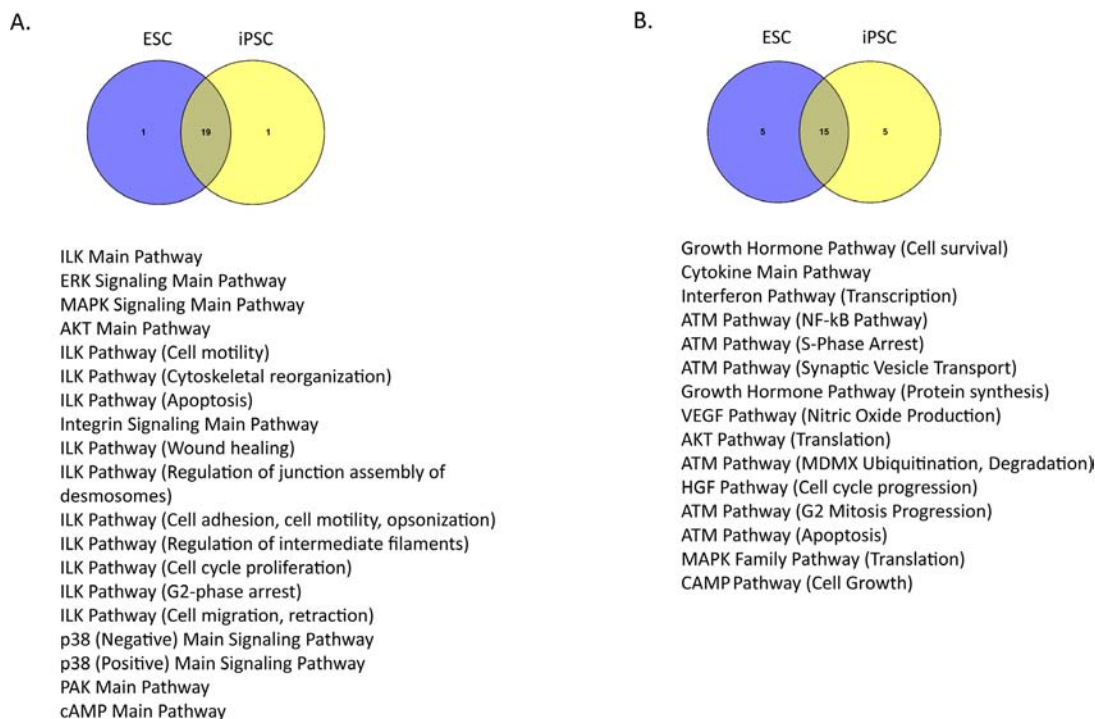 A.
ESC
iPSC
1
19
1
ILK Main Pathway
ERK Signaling Main Pathway
MAPK Signaling Main Pathway
AKT Main Pathway
ILK Pathway (Cell motility)
ILK Pathway (Cytoskeletal reorganization)
ILK Pathway (Apoptosis)
Integrin Signaling Main Pathway
ILK Pathway (Wound healing)
ILK Pathway (Regulation of junction assembly of
desmosomes)
ILK Pathway (Cell adhesion, cell motility, opsonization)
ILK Pathway (Regulation of intermediate filaments)
ILK Pathway (Cell cycle proliferation)
ILK Pathway (G2-phase arrest)
ILK Pathway (Cell migration, retraction)
p38 (Negative) Main Signaling Pathway
p38 (Positive) Main Signaling Pathway
PAK Main Pathway
cAMP Main Pathway
B.
ESC
iPSC
5
15
5
Growth Hormone Pathway (Cell survival)
Cytokine Main Pathway
Interferon Pathway (Transcription)
ATM Pathway (NF-kB Pathway)
ATM Pathway (S-Phase Arrest)
ATM Pathway (Synaptic Vesicle Transport)
Growth Hormone Pathway (Protein synthesis)
VEGF Pathway (Nitric Oxide Production)
AKT Pathway (Translation)
ATM Pathway (MDMX Ubiquitination, Degradation)
HGF Pathway (Cell cycle progression)
ATM Pathway (G2 Mitosis Progression)
ATM Pathway (Apoptosis)
MAPK Family Pathway (Translation)
CAMP Pathway (Cell Growth)